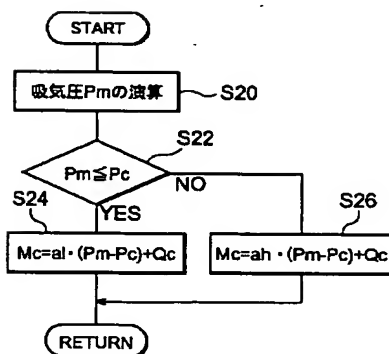 START
吸気圧Pmの演算
S20
S22
Pm≦Pc
NO
S24
YES
S26
Mc=al・(Pm-Pc)+Qc
Mc=ah・(Pm-Pc)+Qc
RETURN